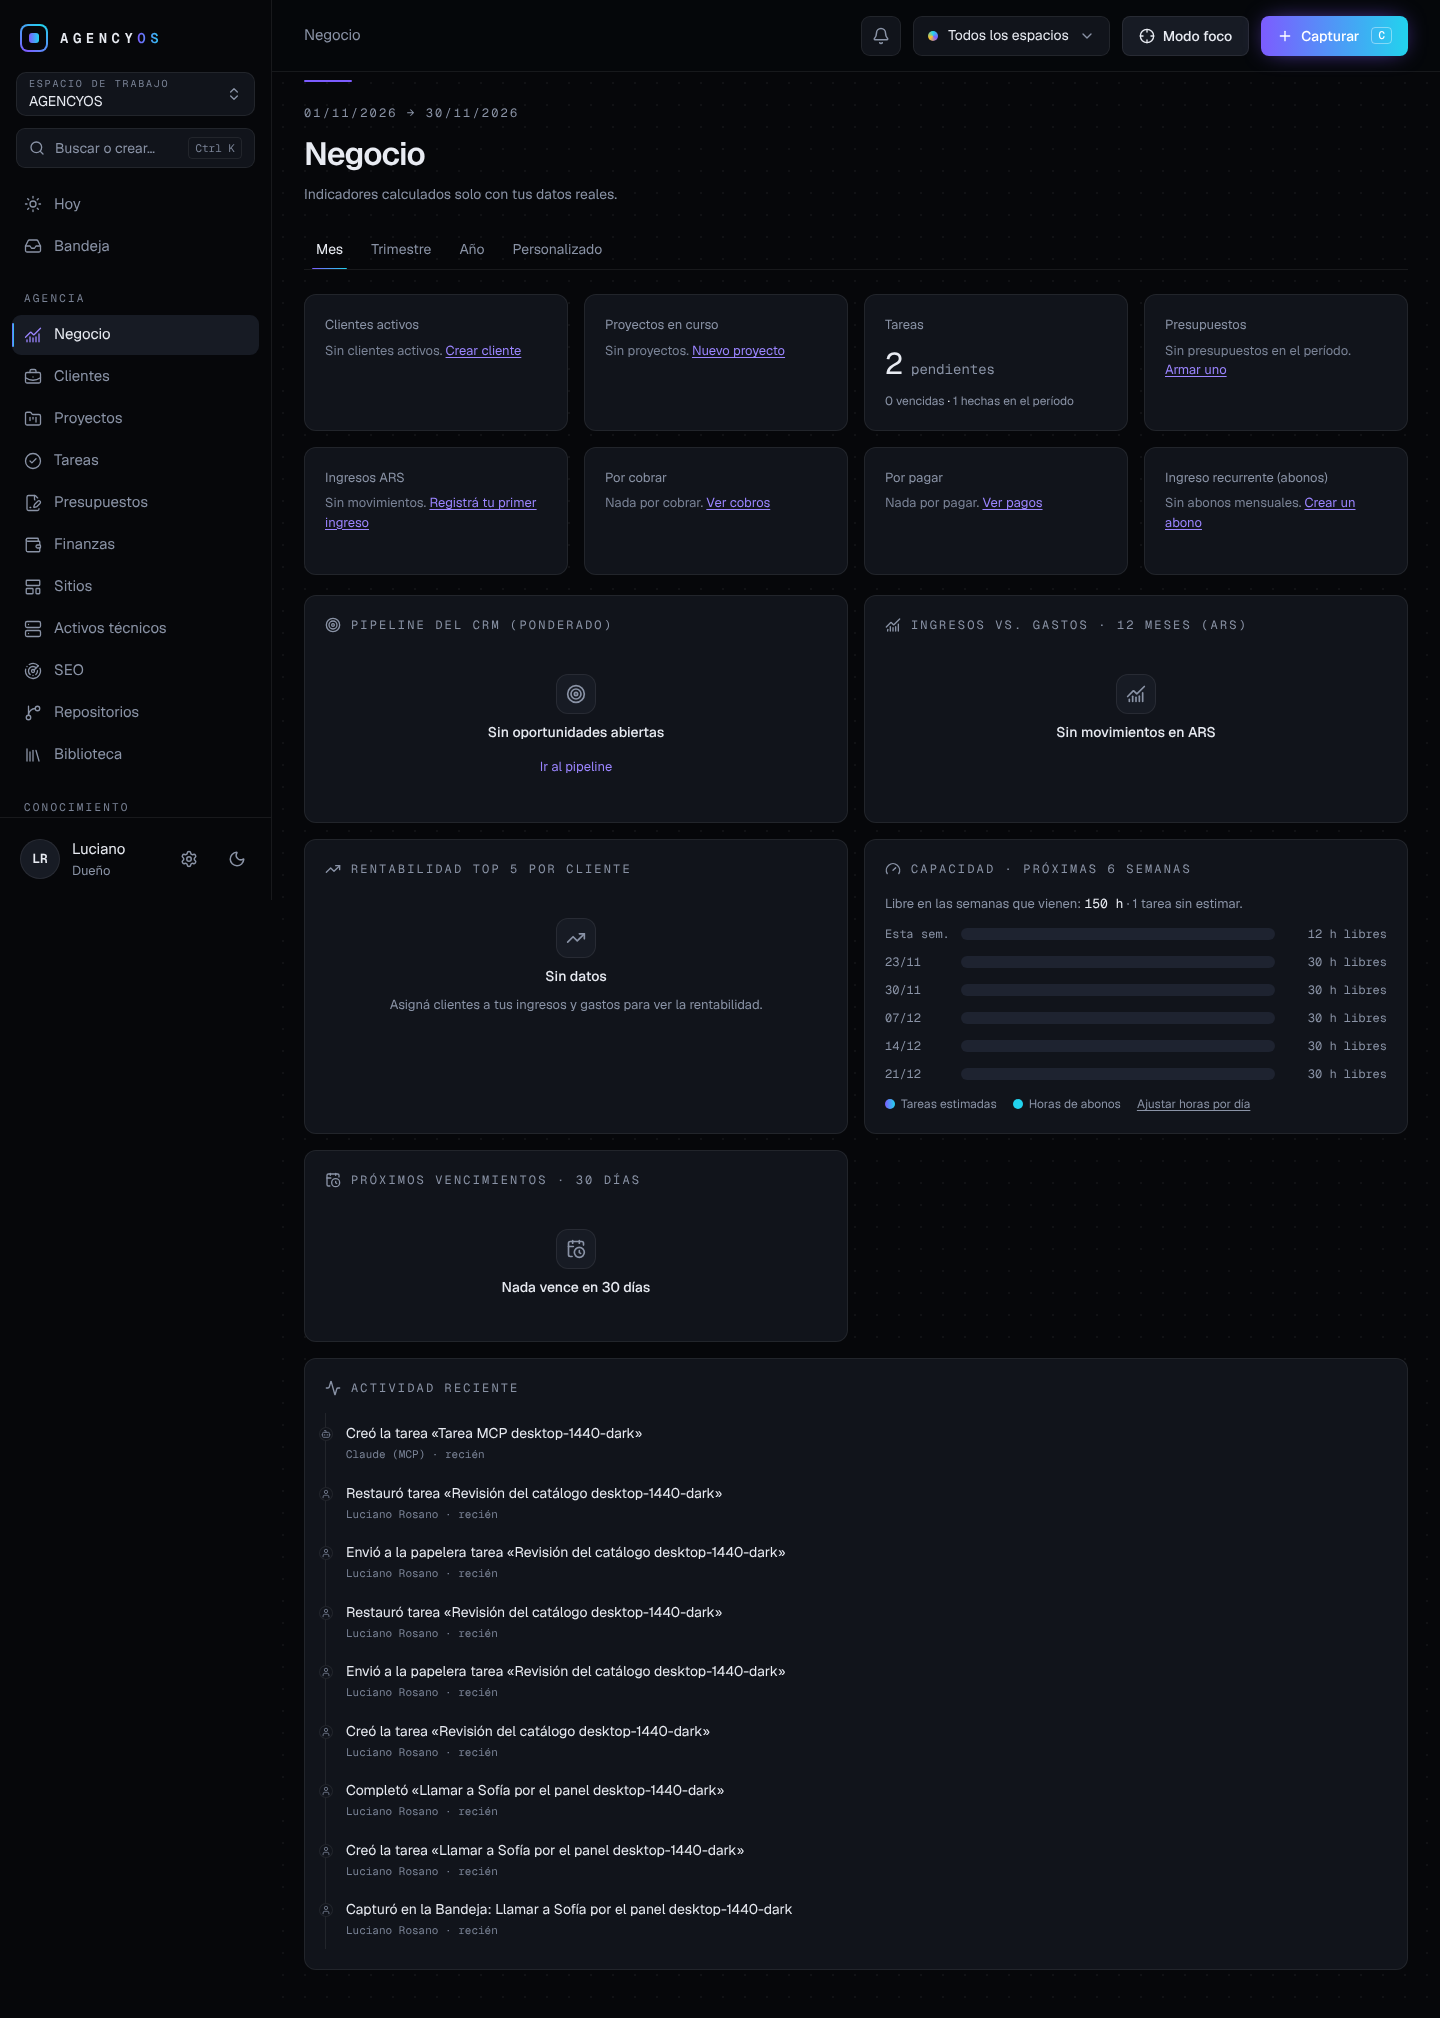 AGENCYOS
ESPACIO DE TRABAJO
AGENCYOS
Buscar o crear... Ctrl K
Hoy
Bandeja
AGENCIA
Negocio
Clientes
Proyectos
Tareas
Presupuestos
Finanzas
Sitios
Activos técnicos
SEO
Repositorios
Biblioteca
CONOCIMIENTO
LR
Luciano
Dueño
Negocio
Todos los espacios
Modo foco
Capturar C
01/11/2026 → 30/11/2026
Negocio
Indicadores calculados solo con tus datos reales.
Mes Trimestre Año Personalizado
Clientes activos
Sin clientes activos. Crear cliente
Proyectos en curso
Sin proyectos. Nuevo proyecto
Tareas
2 pendientes
0 vencidas · 1 hechas en el período
Presupuestos
Sin presupuestos en el período.
Armar uno
Ingresos ARS
Sin movimientos. Registrá tu primer
ingreso
Por cobrar
Nada por cobrar. Ver cobros
Por pagar
Nada por pagar. Ver pagos
Ingreso recurrente (abonos)
Sin abonos mensuales. Crear un
abono
PIPELINE DEL CRM (PONDERADO)
Sin oportunidades abiertas
Ir al pipeline
INGRESOS VS. GASTOS · 12 MESES (ARS)
Sin movimientos en ARS
RENTABILIDAD TOP 5 POR CLIENTE
Sin datos
Asigná clientes a tus ingresos y gastos para ver la rentabilidad.
CAPACIDAD · PRÓXIMAS 6 SEMANAS
Libre en las semanas que vienen: 150 h · 1 tarea sin estimar.
Esta sem. 12 h libres
23/11 30 h libres
30/11 30 h libres
07/12 30 h libres
14/12 30 h libres
21/12 30 h libres
Tareas estimadas Horas de abonos Ajustar horas por día
PRÓXIMOS VENCIMIENTOS · 30 DÍAS
Nada vence en 30 días
ACTIVIDAD RECIENTE
Creó la tarea «Tarea MCP desktop-1440-dark»
Claude (MCP) · recién
Restauró tarea «Revisión del catálogo desktop-1440-dark»
Luciano Rosano · recién
Envió a la papelera tarea «Revisión del catálogo desktop-1440-dark»
Luciano Rosano · recién
Restauró tarea «Revisión del catálogo desktop-1440-dark»
Luciano Rosano · recién
Envió a la papelera tarea «Revisión del catálogo desktop-1440-dark»
Luciano Rosano · recién
Creó la tarea «Revisión del catálogo desktop-1440-dark»
Luciano Rosano · recién
Completó «Llamar a Sofía por el panel desktop-1440-dark»
Luciano Rosano · recién
Creó la tarea «Llamar a Sofía por el panel desktop-1440-dark»
Luciano Rosano · recién
Capturó en la Bandeja: Llamar a Sofía por el panel desktop-1440-dark
Luciano Rosano · recién